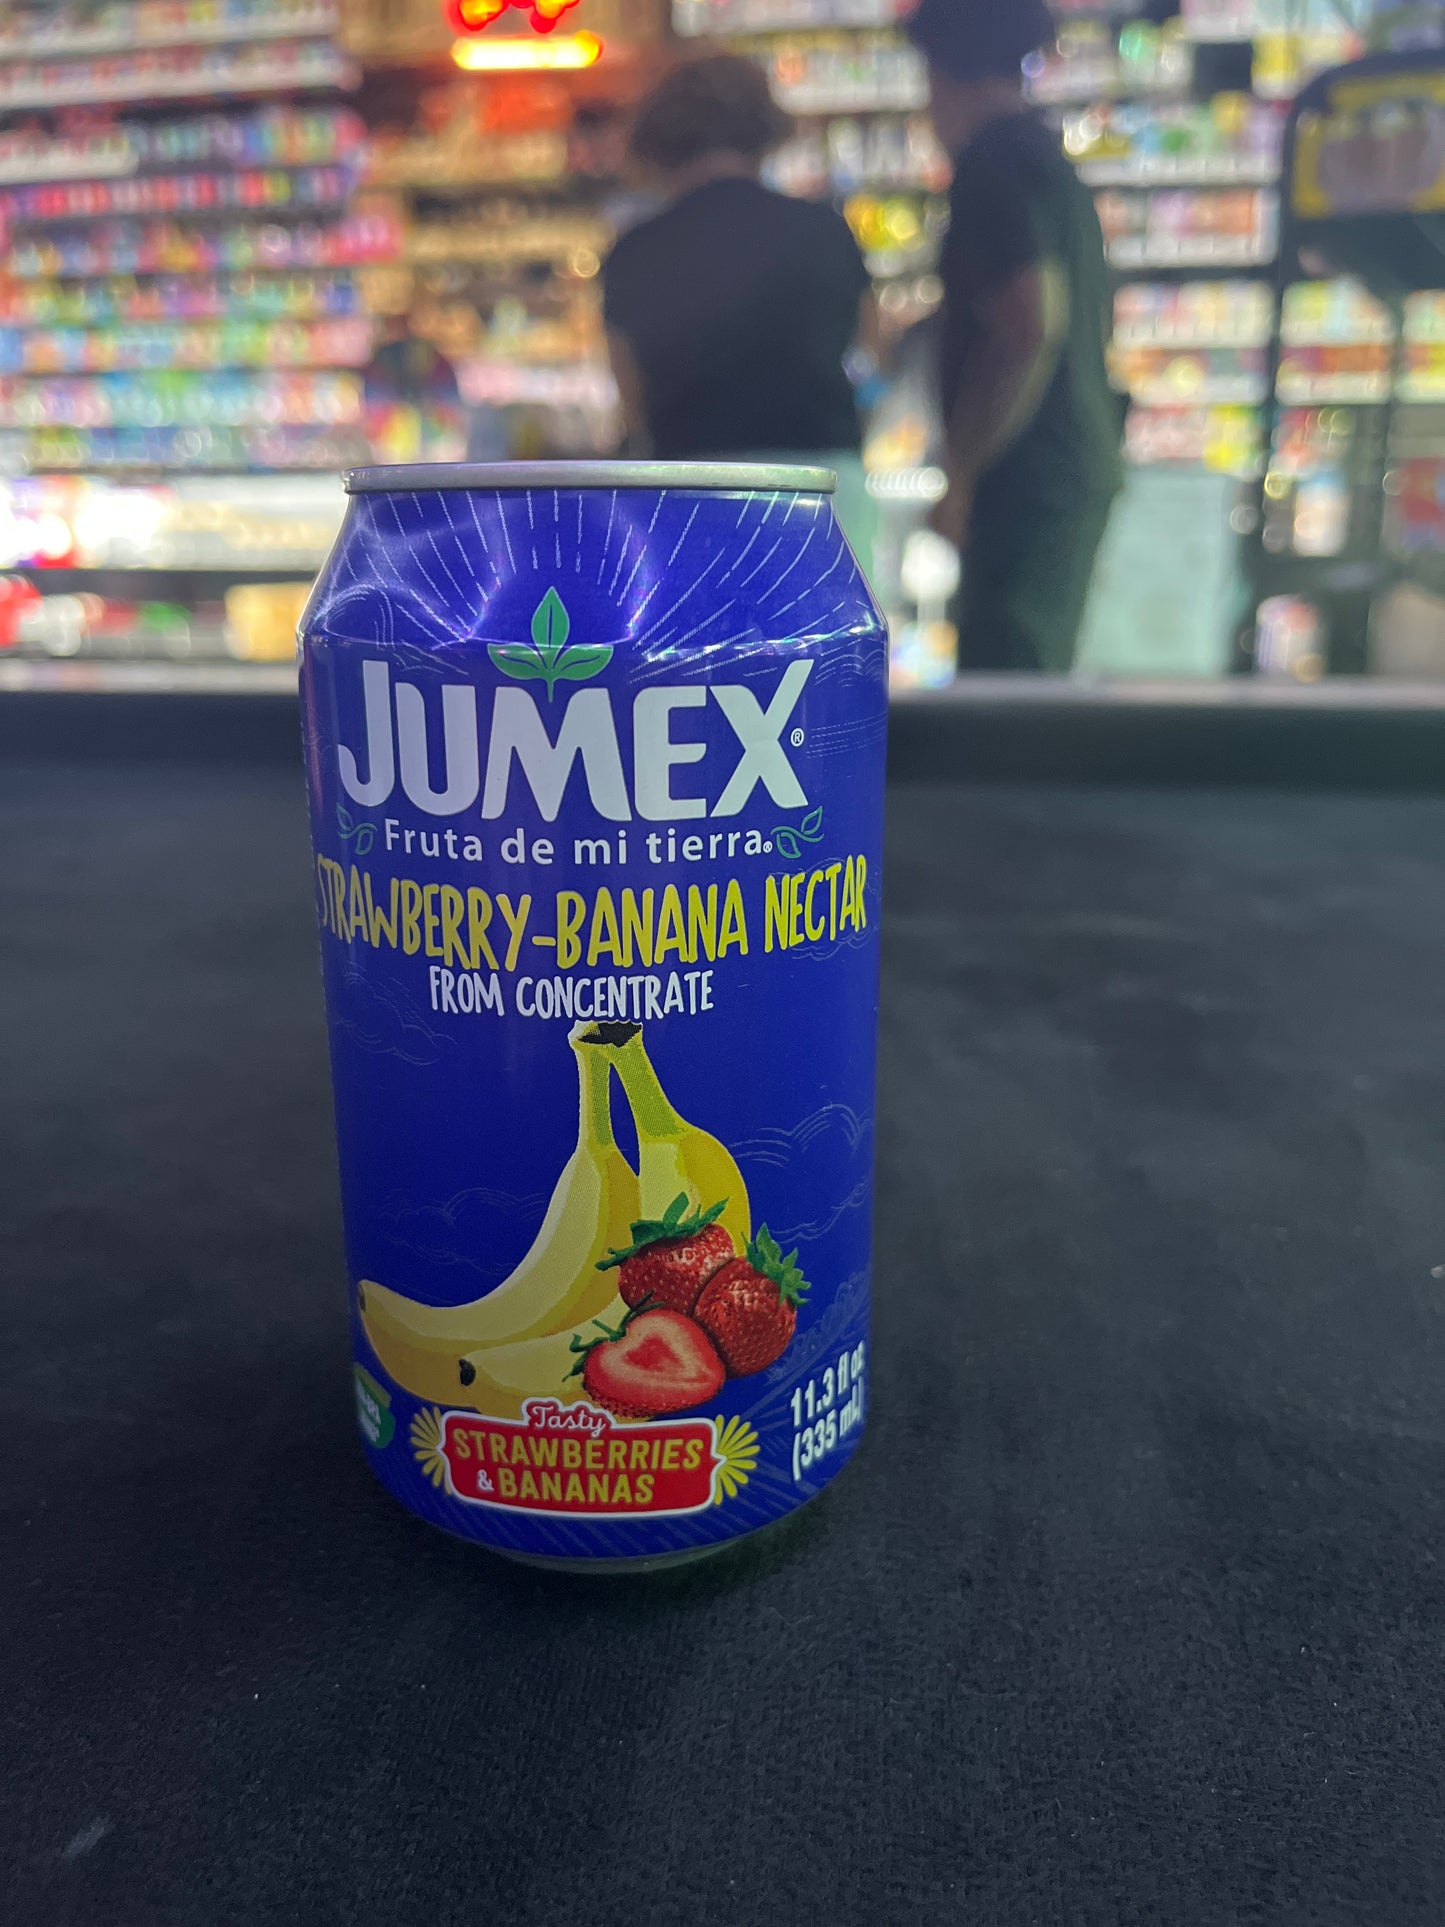 JUMEX®
Fruta de mi tierra®
STRAWBERRY-BANANA NECTAR
FROM CONCENTRATE
Tasty
STRAWBERRIES
& BANANAS
11.3 fl oz
(335 mL)